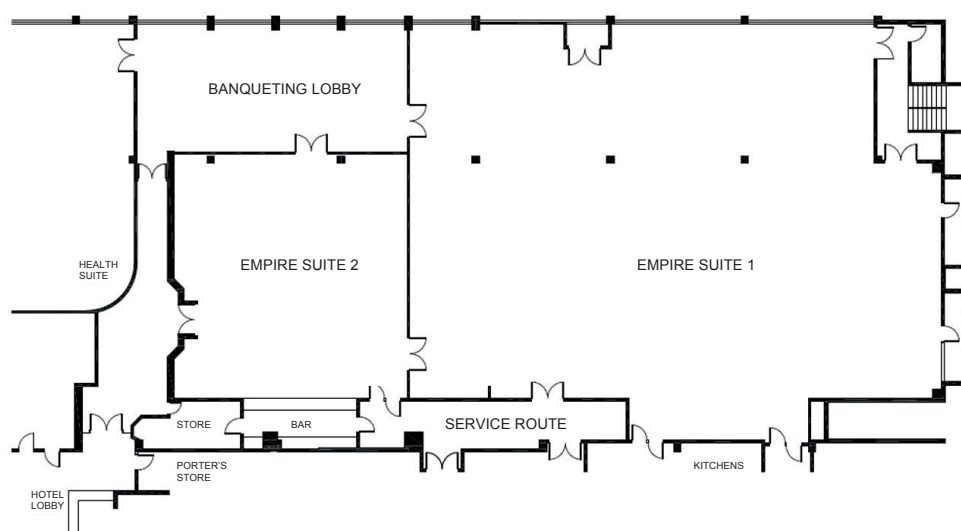 BANQUETING LOBBY
HEALTH
SUITE
EMPIRE SUITE 2
EMPIRE SUITE 1
STORE
BAR
SERVICE ROUTE
PORTER'S
STORE
KITCHENS
HOTEL
LOBBY